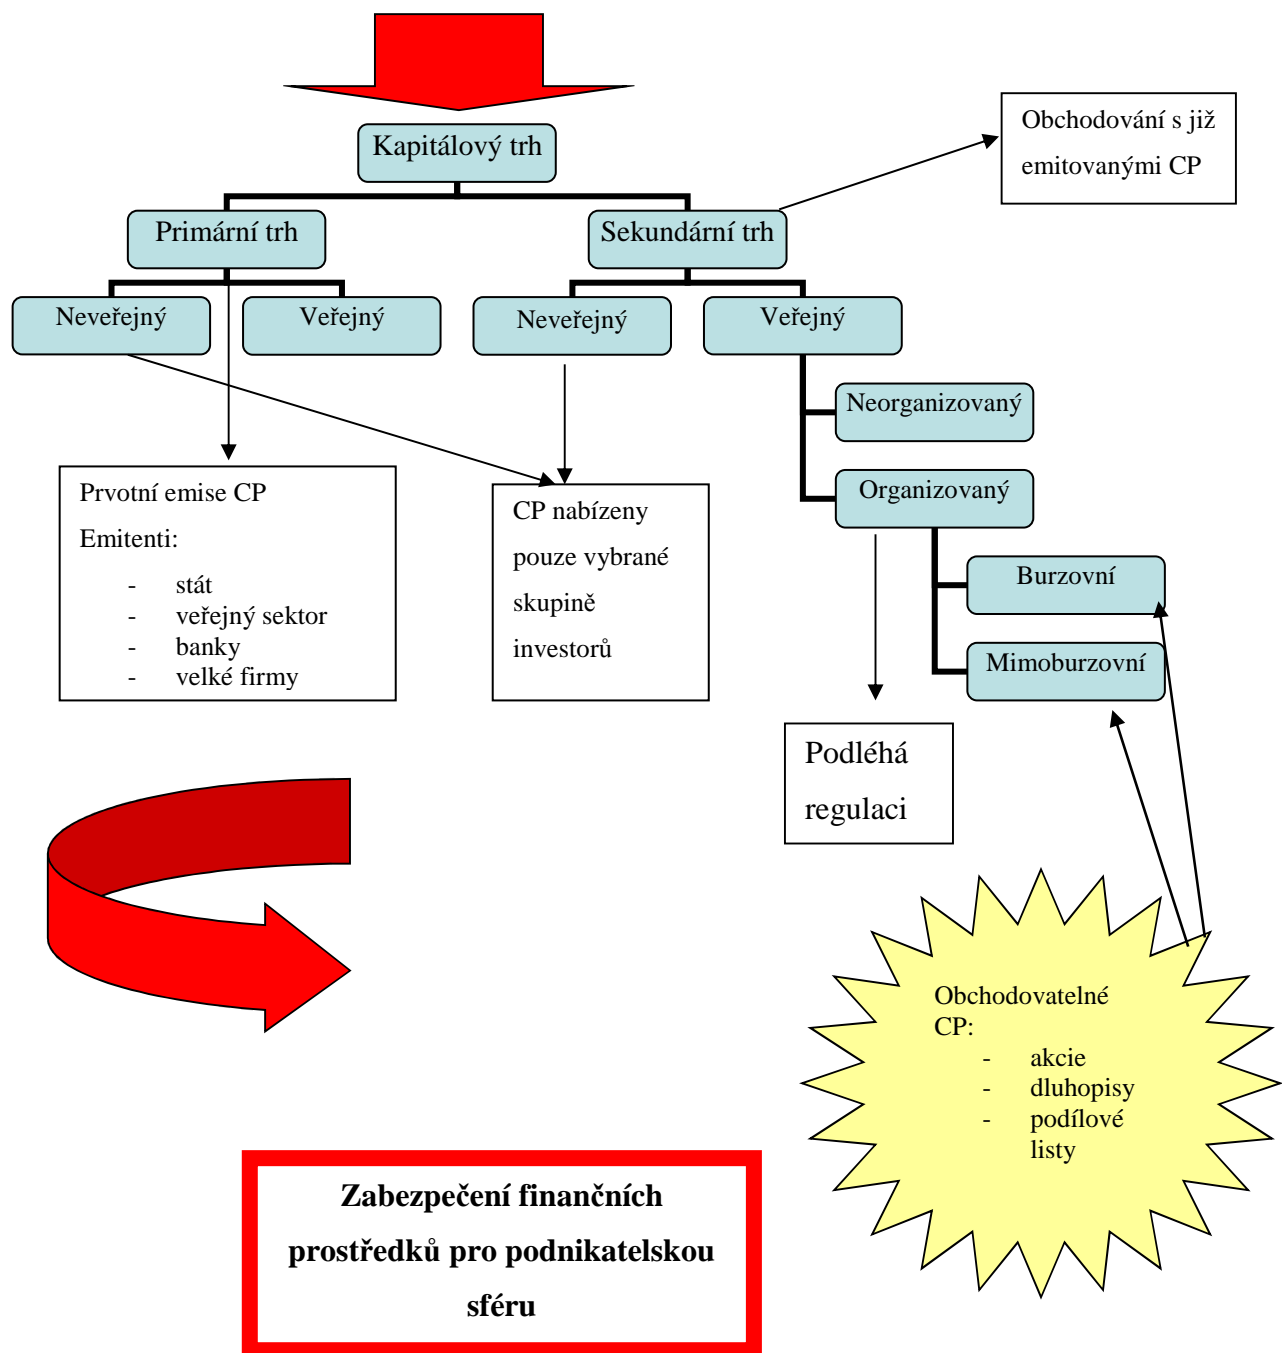 Kapitálový trh
Obchodování s již
emitovanými CP
Primární trh
Sekundární trh
Neveřejný
Veřejný
Neveřejný
Veřejný
Neorganizovaný
Organizovaný
Prvotní emise CP
Emitenti:
- stát
- veřejný sektor
- banky
- velké firmy
CP nabízeny
pouze vybrané
skupině
investorů
Burzovní
Mimoburzovní
Podléhá
regulaci
Obchodovatelné
CP:
- akcie
- dluhopisy
- podílové
listy
Zabezpečení finančních
prostředků pro podnikatelskou
sféru